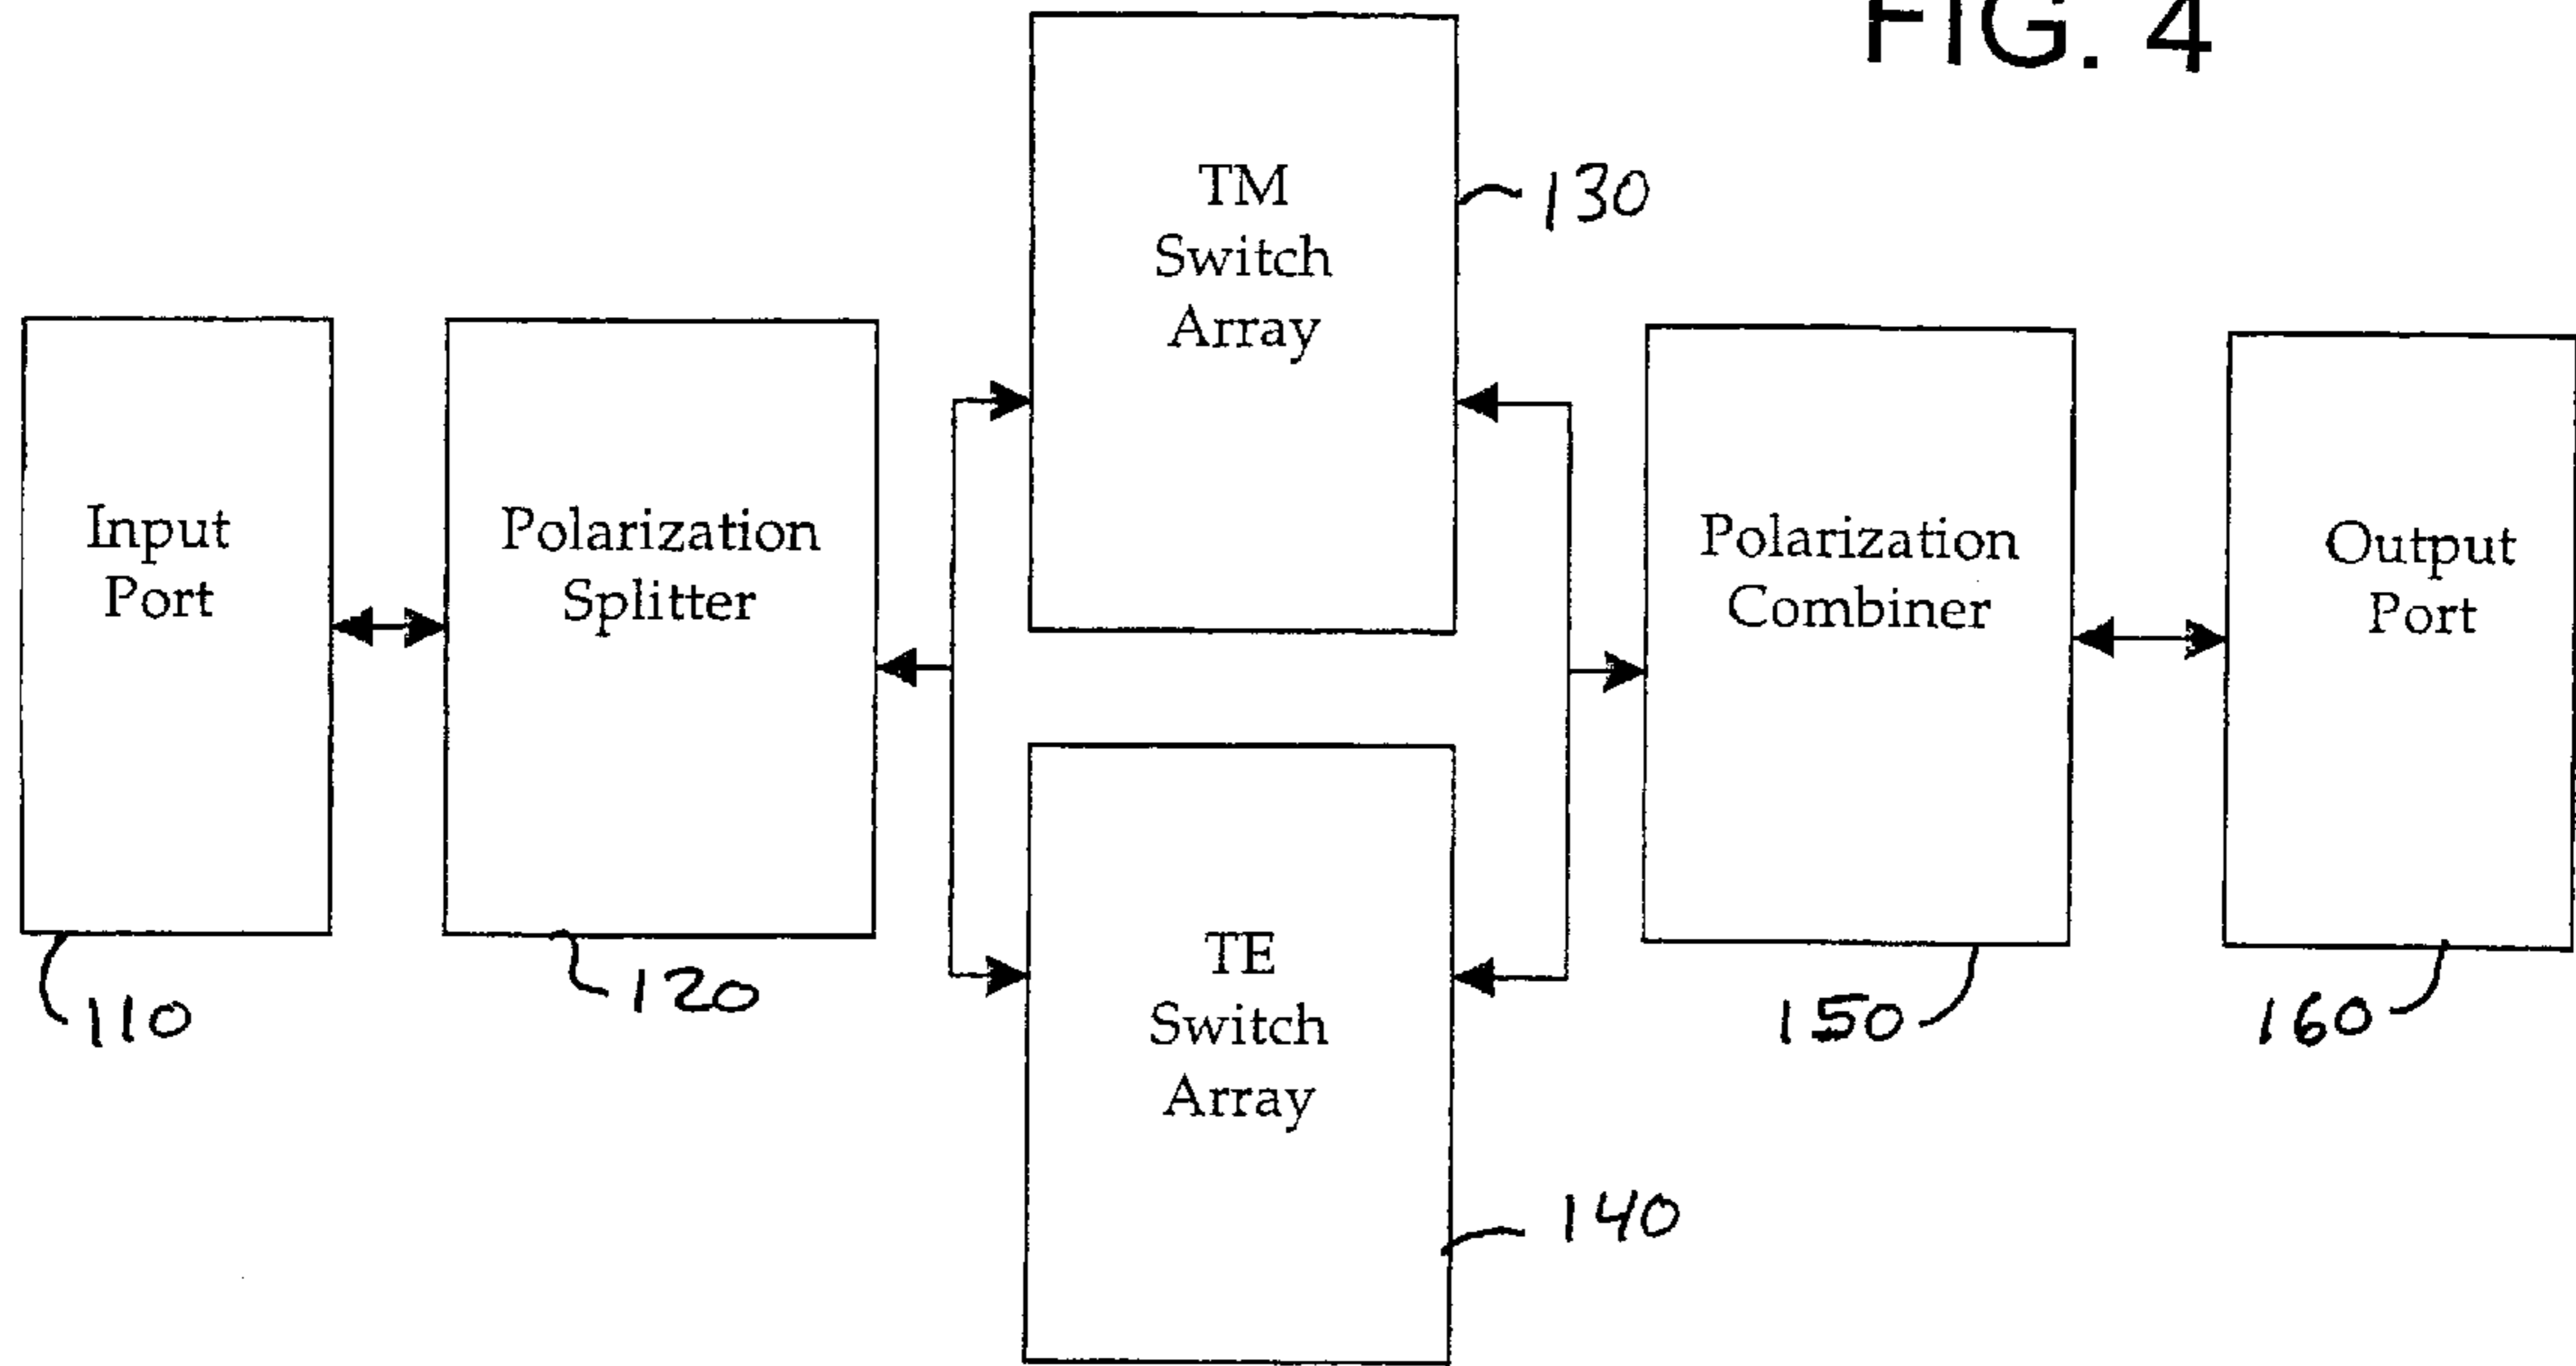 FIG. 4
TM
Switch
Array
130
Input
Port
110
Polarization
Splitter
120
TE
Switch
Array
140
Polarization
Combiner
150
Output
Port
160